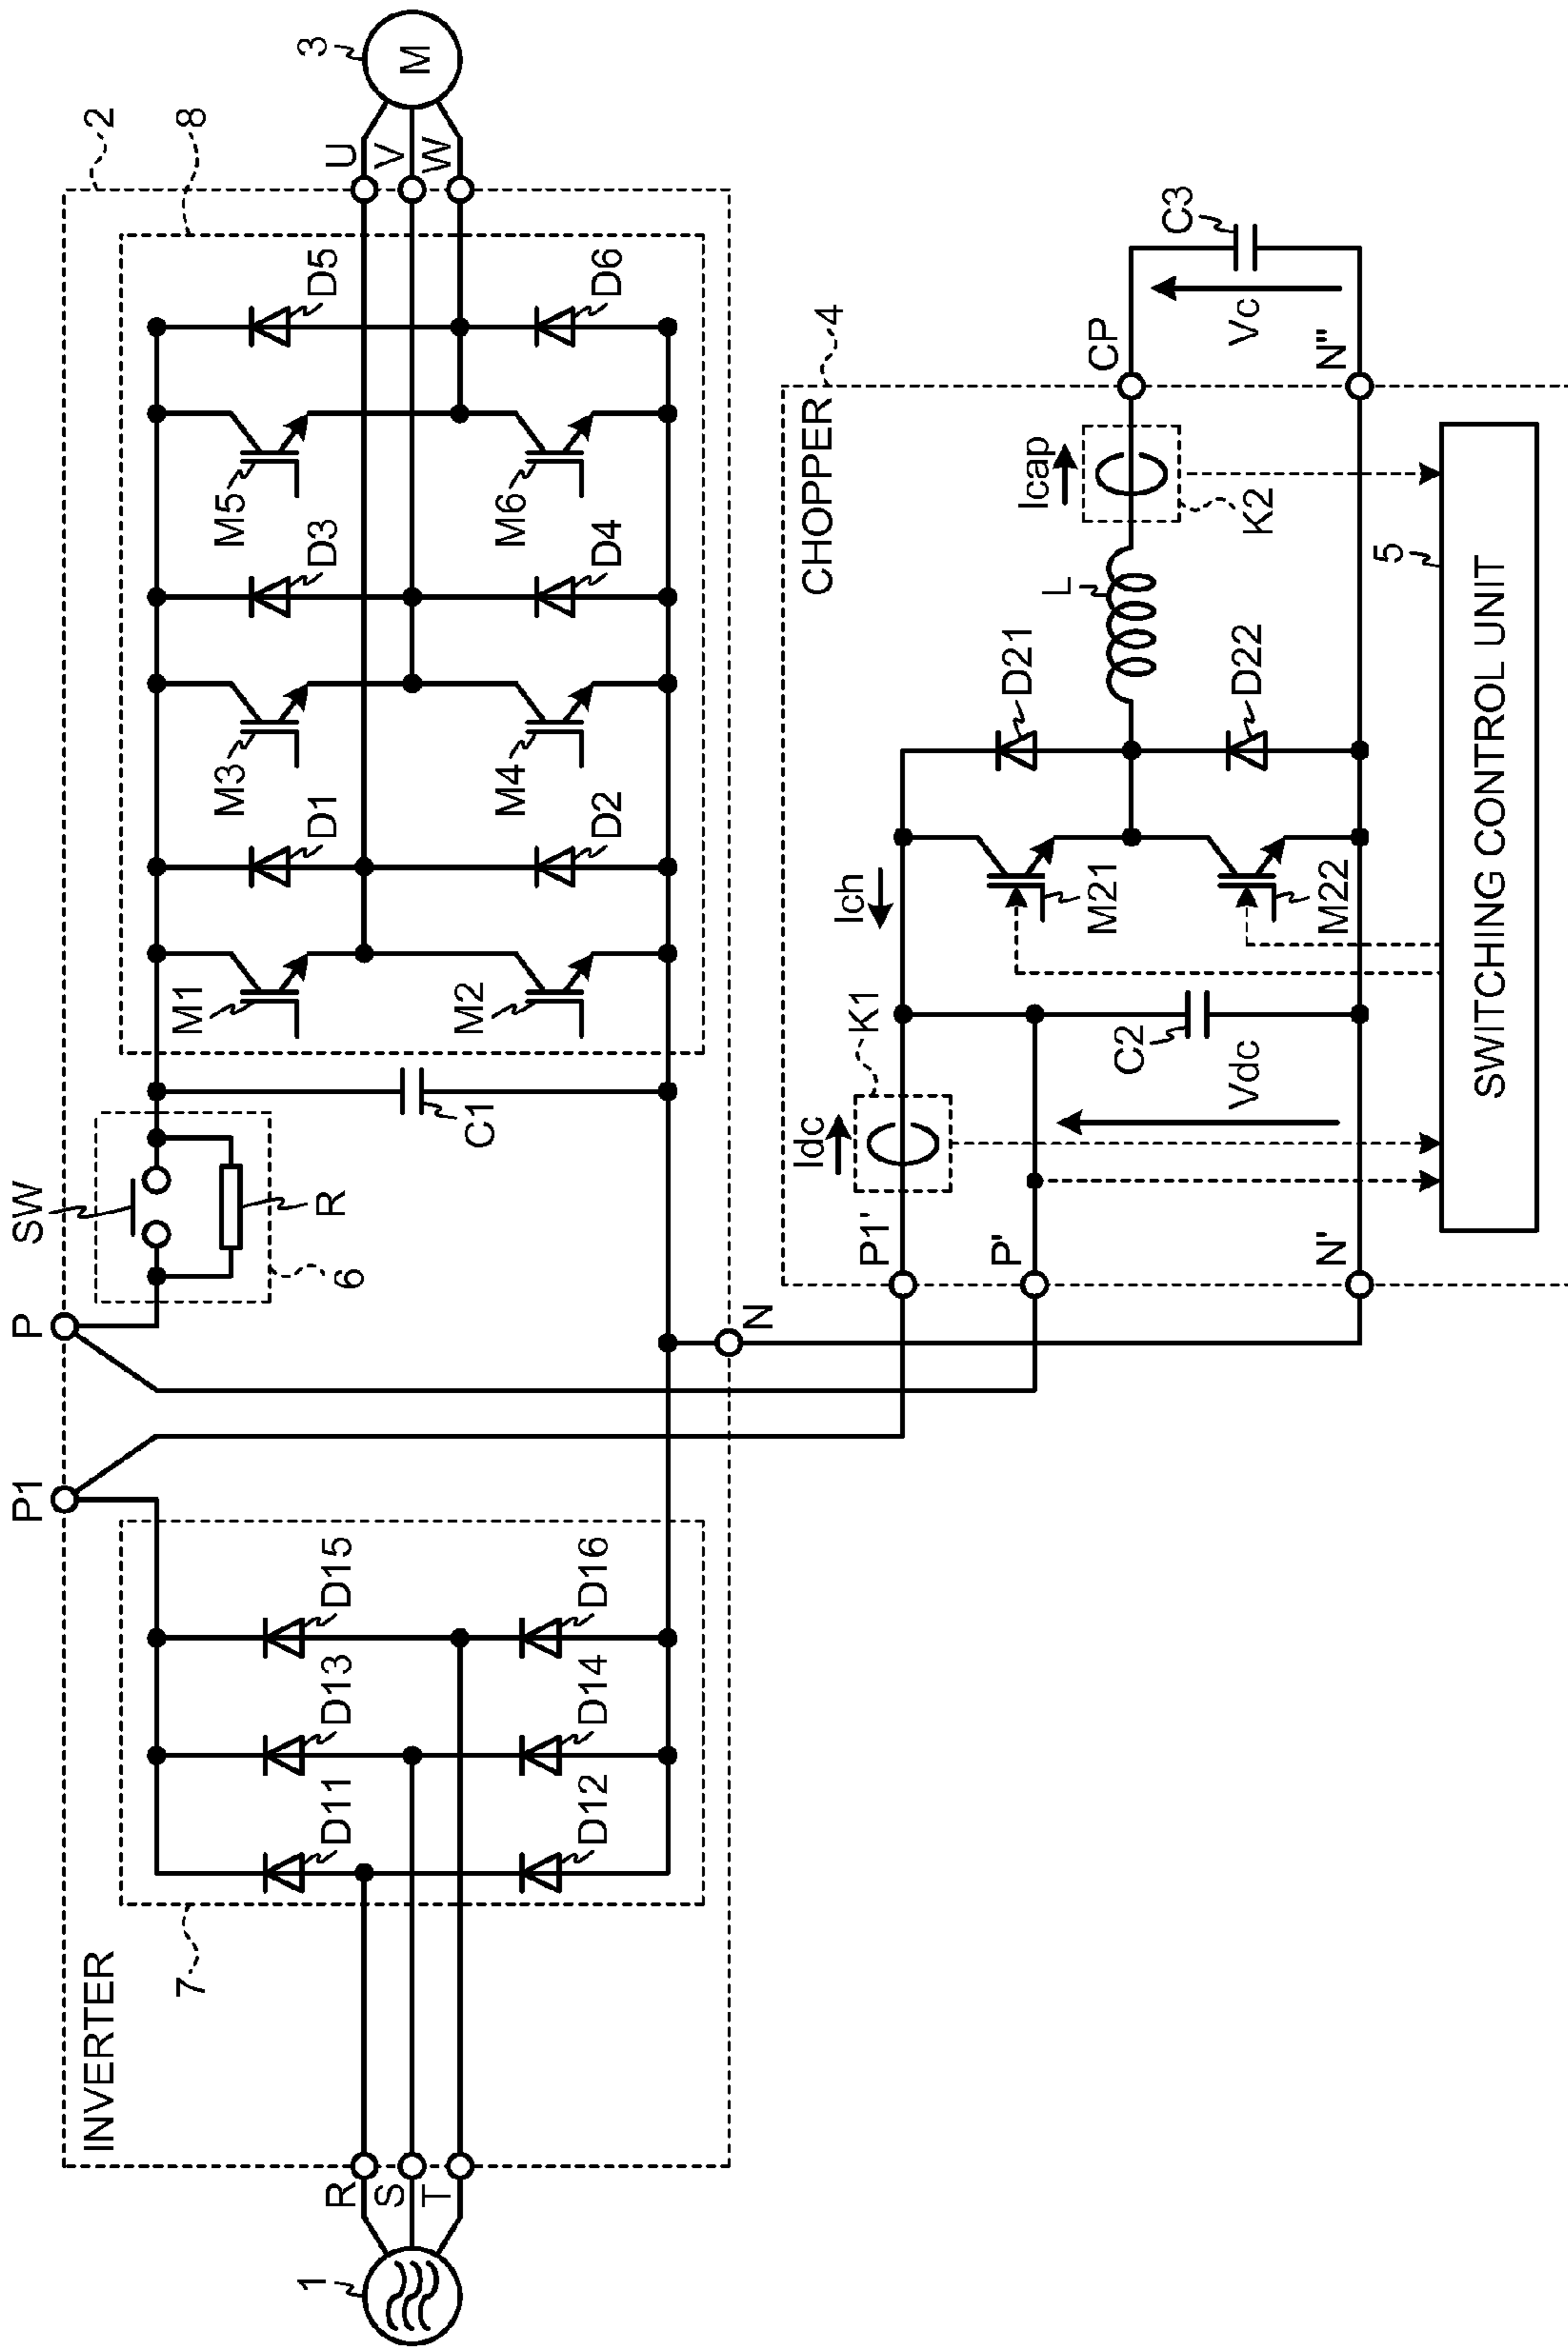 P1
P
SW
INVERTER
2
7
R
6
8
M1
D1
M3
D3
M5
D5
D11
D13
D15
C1
M2
D2
M4
D4
M6
D6
D12
D14
D16
1
R
S
T
U
V
W
3
M
N
CHOPPER
4
P1'
Idc
K1
Ich
P'
N'
Vdc
C2
M21
D21
L
Icap
CP
M22
D22
K2
N"
Vc
C3
5
SWITCHING CONTROL UNIT